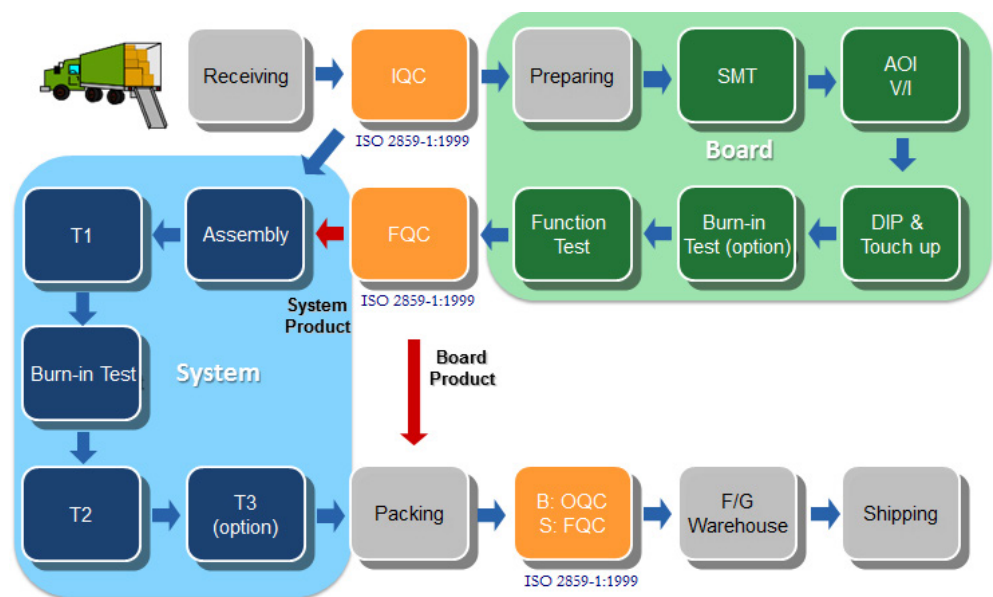 Receiving
IQC
ISO 2859-1:1999
Preparing
SMT
AOI
V/I
Board
T1
Assembly
FQC
ISO 2859-1:1999
Function
Test
Burn-in
Test (option)
DIP &
Touch up
System
Product
Burn-in Test
System
Board
Product
T2
T3
(option)
Packing
B: OQC
S: FQC
ISO 2859-1:1999
F/G
Warehouse
Shipping